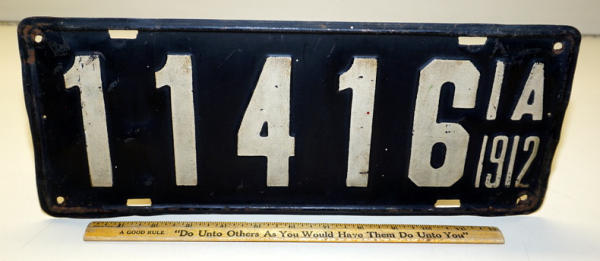 11416 IA
1912
A GOOD RULE "Do Unto Others As You Would Have Them Do Unto You"